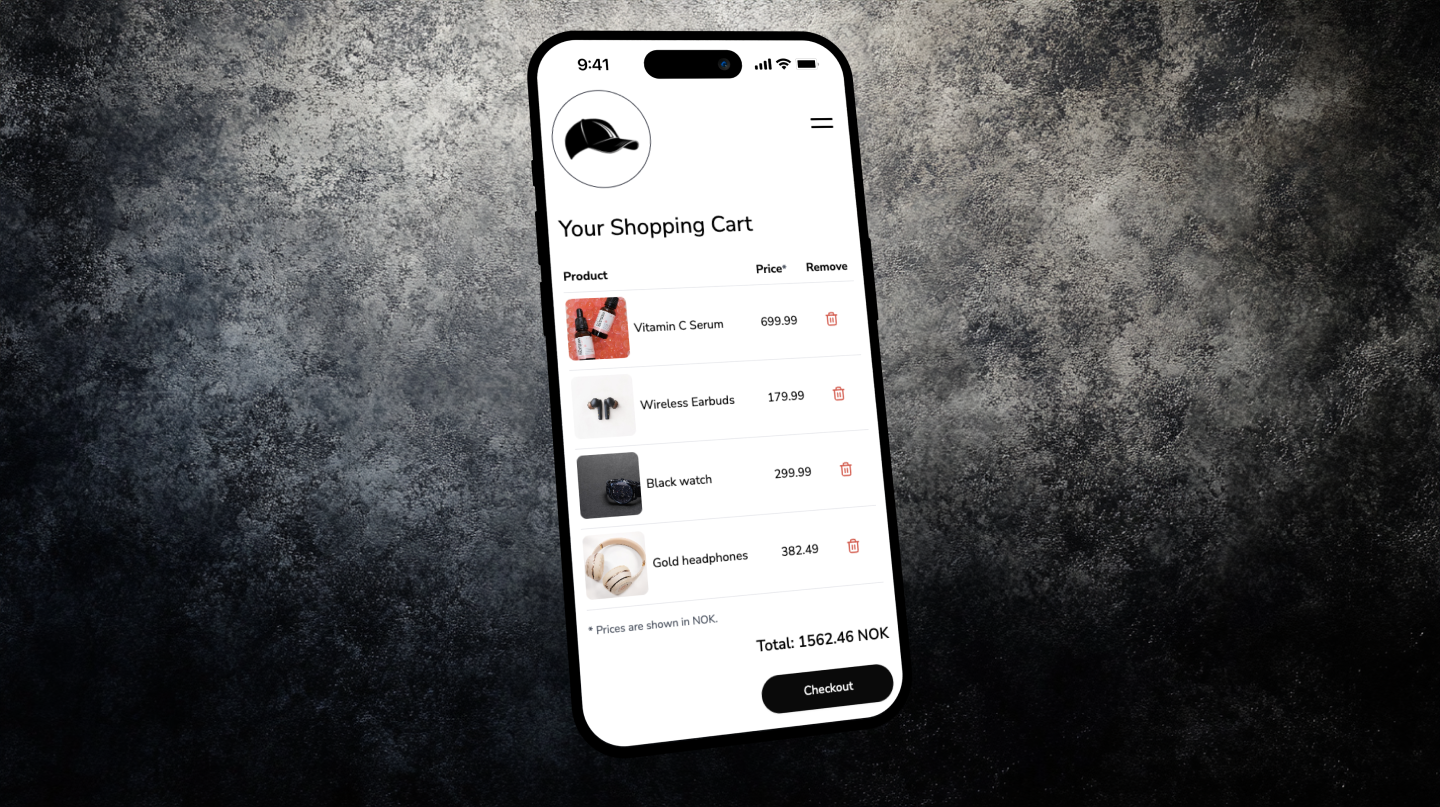 9:41
Your Shopping Cart
Product Price* Remove
Vitamin C Serum 699.99
Wireless Earbuds 179.99
Black watch 299.99
Gold headphones 382.49
* Prices are shown in NOK.
Total: 1562.46 NOK
Checkout